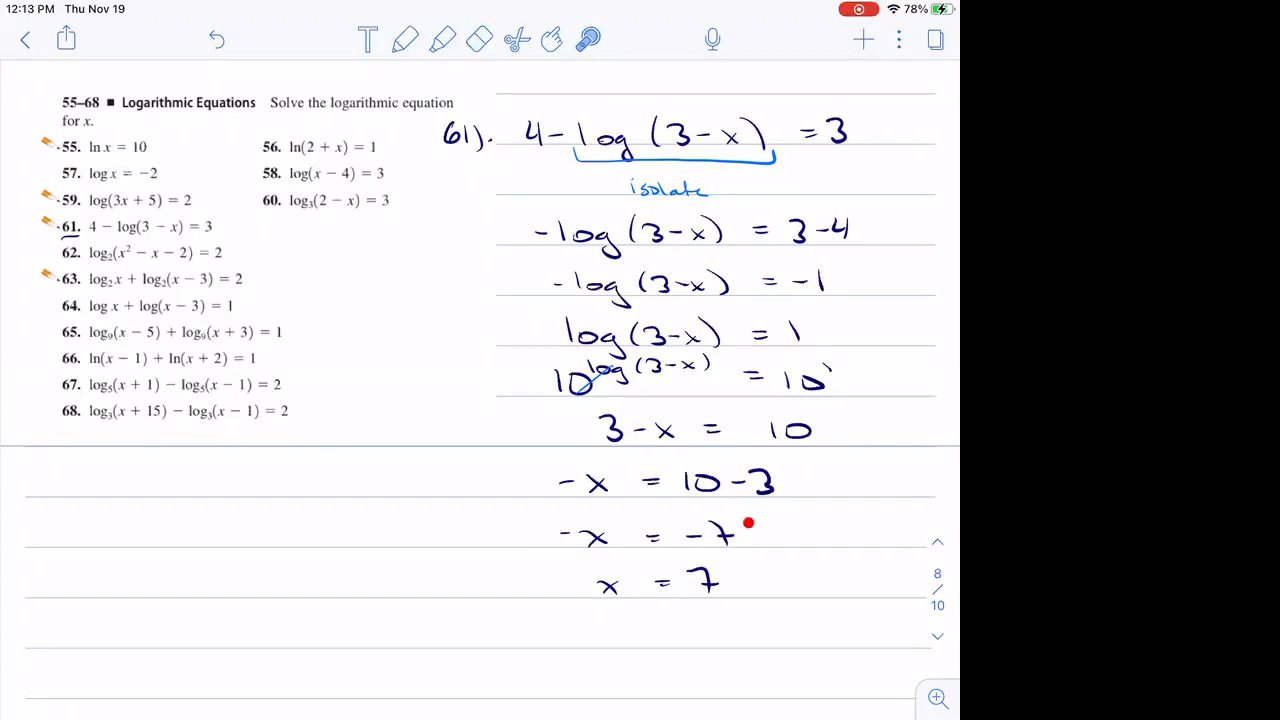 12:13 PM Thu Nov 19
78%
55–68 ■ Logarithmic Equations Solve the logarithmic equation
for x.
55. ln x = 10
56. ln(2 + x) = 1
57. log x = −2
58. log(x − 4) = 3
59. log(3x + 5) = 2
60. log₃(2 − x) = 3
61. 4 − log(3 − x) = 3
62. log₂(x² − x − 2) = 2
63. log₂x + log₂(x − 3) = 2
64. log x + log(x − 3) = 1
65. log₉(x − 5) + log₉(x + 3) = 1
66. ln(x − 1) + ln(x + 2) = 1
67. log₅(x + 1) − log₅(x − 1) = 2
68. log₃(x + 15) − log₃(x − 1) = 2
61). 4 - log (3 - x) = 3
isolate
- log (3 - x) = 3 - 4
- log (3 - x) = - 1
log (3 - x) = 1
10^log (3 - x) = 10^1
3 - x = 10
- x = 10 - 3
- x = - 7
x = 7
8
/
10